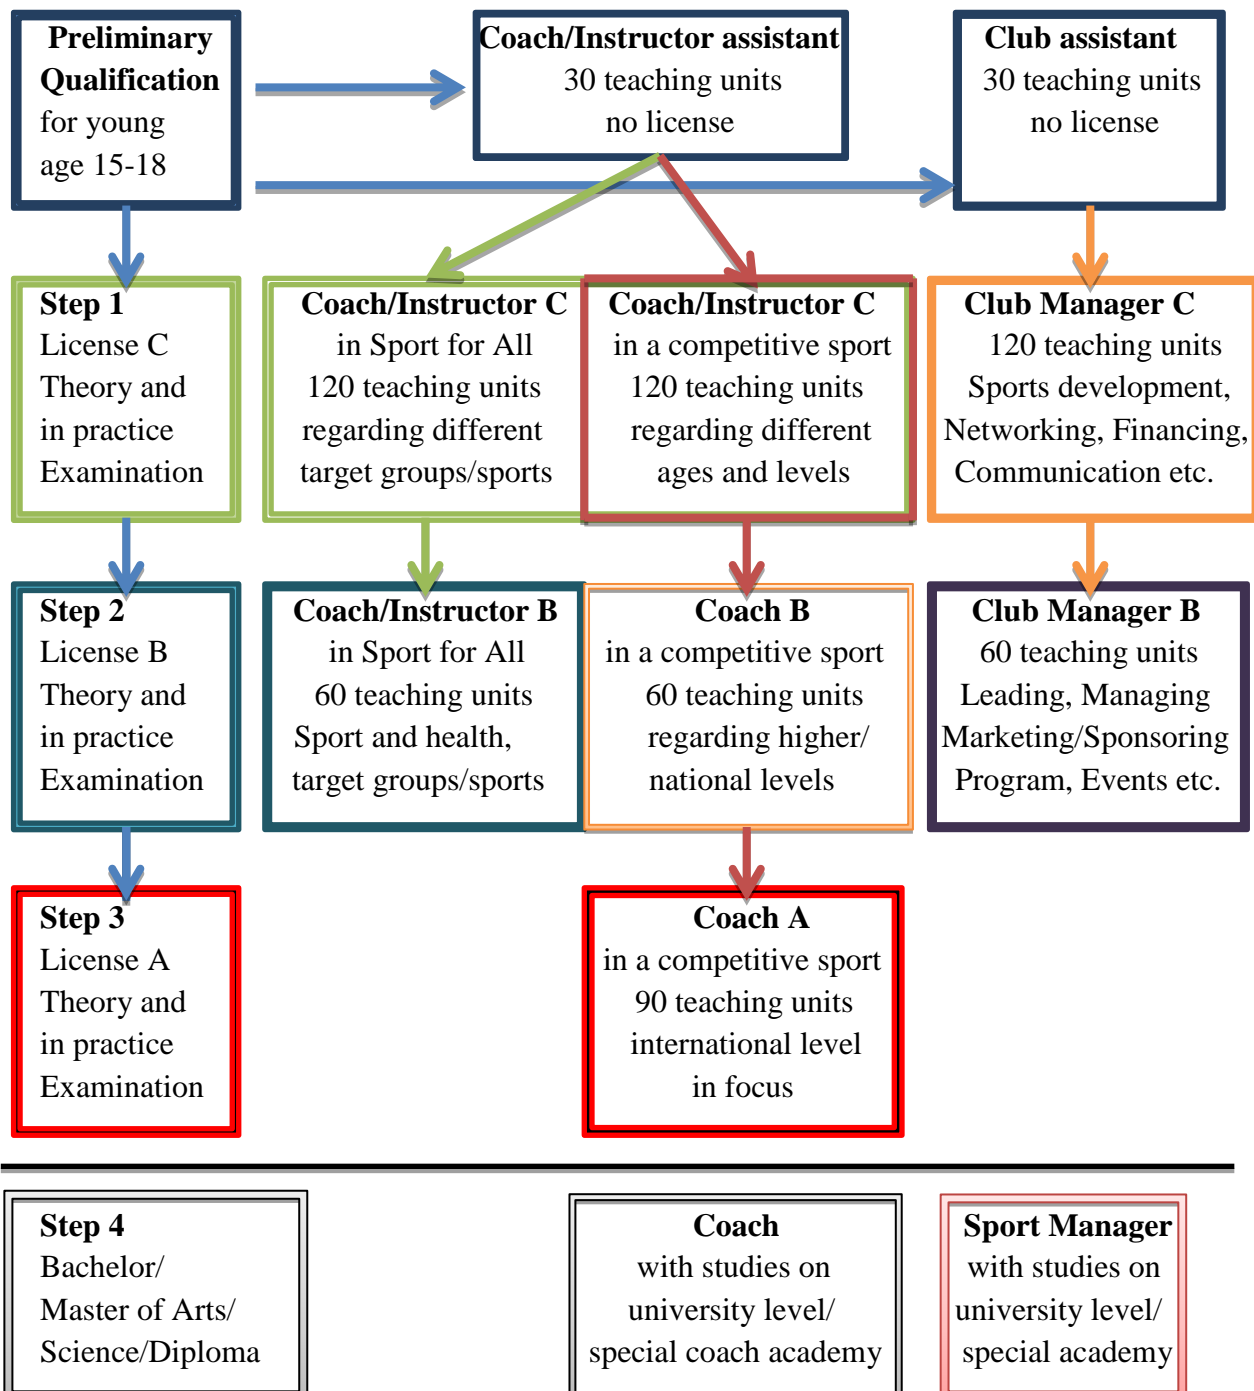 Preliminary
Qualification
for young
age 15-18
Coach/Instructor assistant
30 teaching units
no license
Club assistant
30 teaching units
no license
Step 1
License C
Theory and
in practice
Examination
Coach/Instructor C
in Sport for All
120 teaching units
regarding different
target groups/sports
Coach/Instructor C
in a competitive sport
120 teaching units
regarding different
ages and levels
Club Manager C
120 teaching units
Sports development,
Networking, Financing,
Communication etc.
Step 2
License B
Theory and
in practice
Examination
Coach/Instructor B
in Sport for All
60 teaching units
Sport and health,
target groups/sports
Coach B
in a competitive sport
60 teaching units
regarding higher/
national levels
Club Manager B
60 teaching units
Leading, Managing
Marketing/Sponsoring
Program, Events etc.
Step 3
License A
Theory and
in practice
Examination
Coach A
in a competitive sport
90 teaching units
international level
in focus
Step 4
Bachelor/
Master of Arts/
Science/Diploma
Coach
with studies on
university level/
special coach academy
Sport Manager
with studies on
university level/
special academy